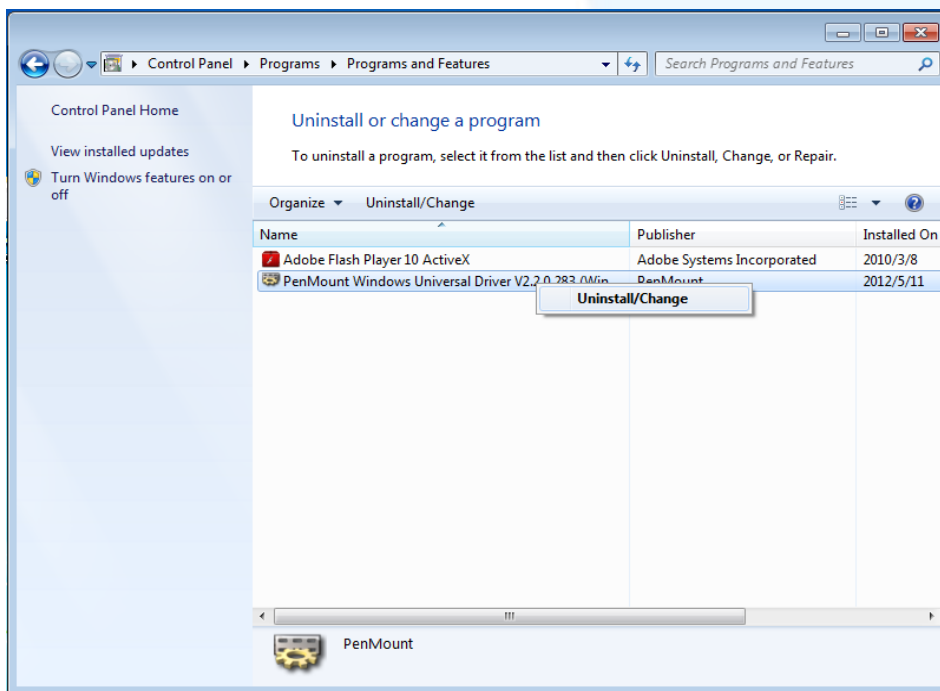 Control Panel Programs Programs and Features
Search Programs and Features
Control Panel Home
View installed updates
Turn Windows features on or
off
Uninstall or change a program
To uninstall a program, select it from the list and then click Uninstall, Change, or Repair.
Organize Uninstall/Change
Name Publisher Installed On
Adobe Flash Player 10 ActiveX Adobe Systems Incorporated 2010/3/8
PenMount Windows Universal Driver V2.2.0.283 (Win... PenMount 2012/5/11
Uninstall/Change
PenMount